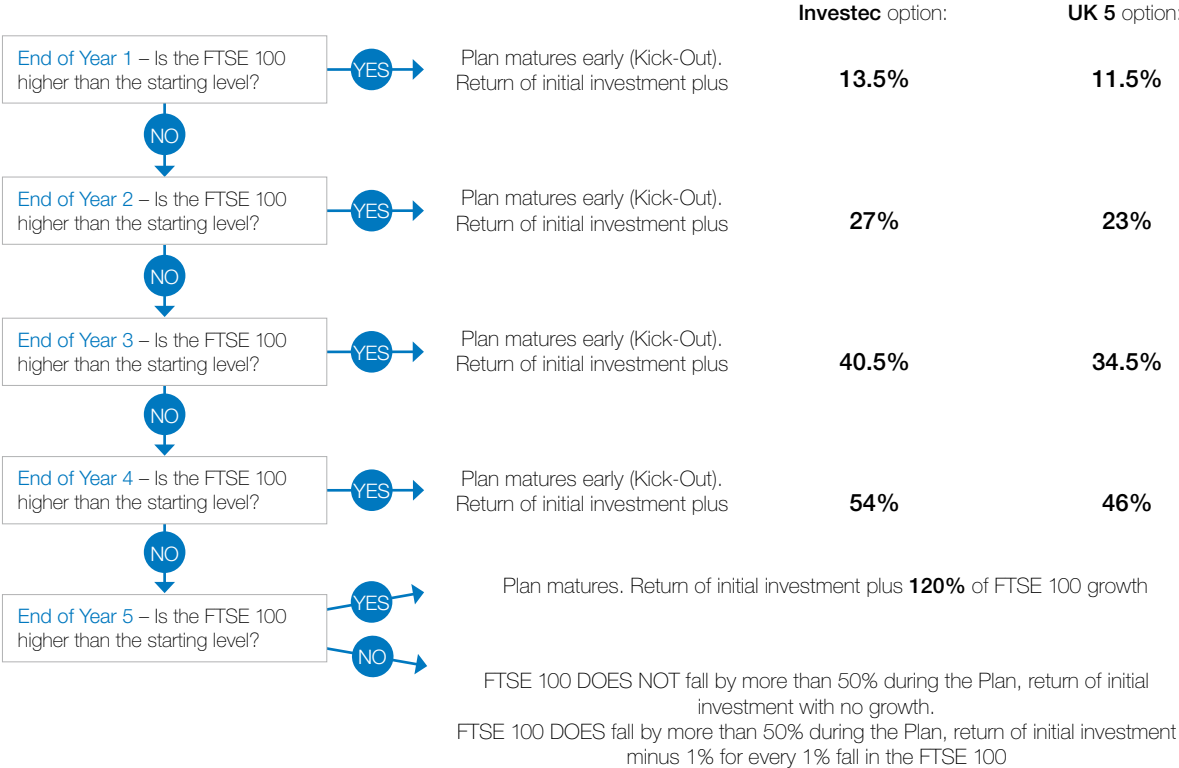 Investec option: UK 5 option:
End of Year 1 – Is the FTSE 100
higher than the starting level?
YES
Plan matures early (Kick-Out).
Return of initial investment plus
13.5%
11.5%
NO
End of Year 2 – Is the FTSE 100
higher than the starting level?
YES
Plan matures early (Kick-Out).
Return of initial investment plus
27%
23%
NO
End of Year 3 – Is the FTSE 100
higher than the starting level?
YES
Plan matures early (Kick-Out).
Return of initial investment plus
40.5%
34.5%
NO
End of Year 4 – Is the FTSE 100
higher than the starting level?
YES
Plan matures early (Kick-Out).
Return of initial investment plus
54%
46%
NO
End of Year 5 – Is the FTSE 100
higher than the starting level?
YES
Plan matures. Return of initial investment plus 120% of FTSE 100 growth
NO
FTSE 100 DOES NOT fall by more than 50% during the Plan, return of initial
investment with no growth.
FTSE 100 DOES fall by more than 50% during the Plan, return of initial investment
minus 1% for every 1% fall in the FTSE 100